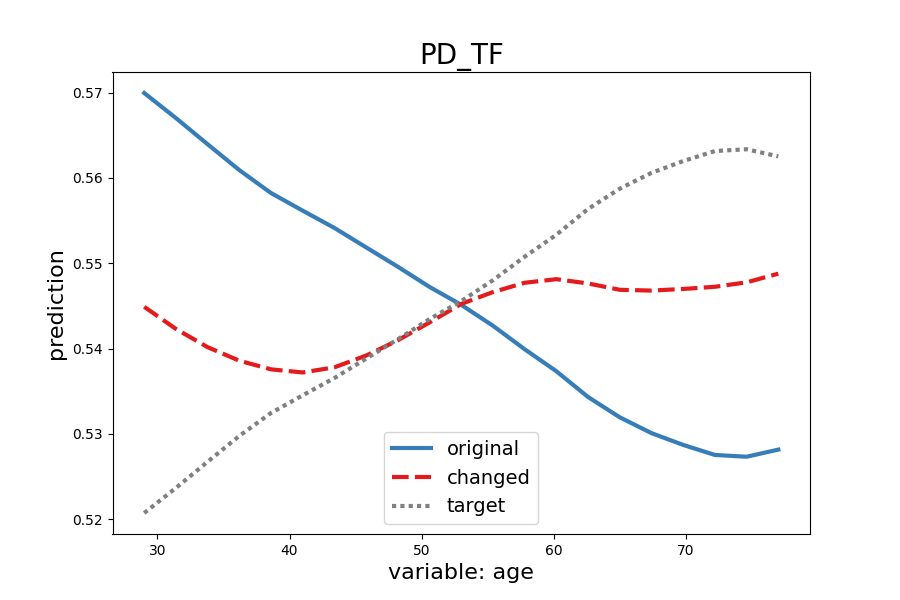 PD_TF
prediction
0.57
0.56
0.55
0.54
0.53
0.52
original
changed
target
30 40 50 60 70
variable: age